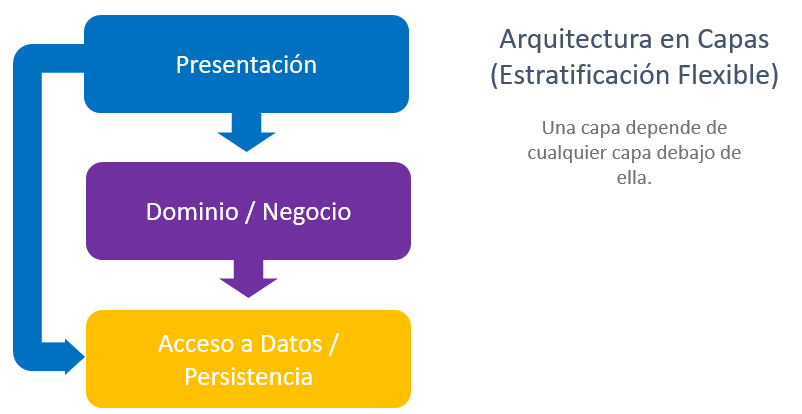 Presentación
Dominio / Negocio
Acceso a Datos /
Persistencia
Arquitectura en Capas
(Estratificación Flexible)
Una capa depende de
cualquier capa debajo de
ella.